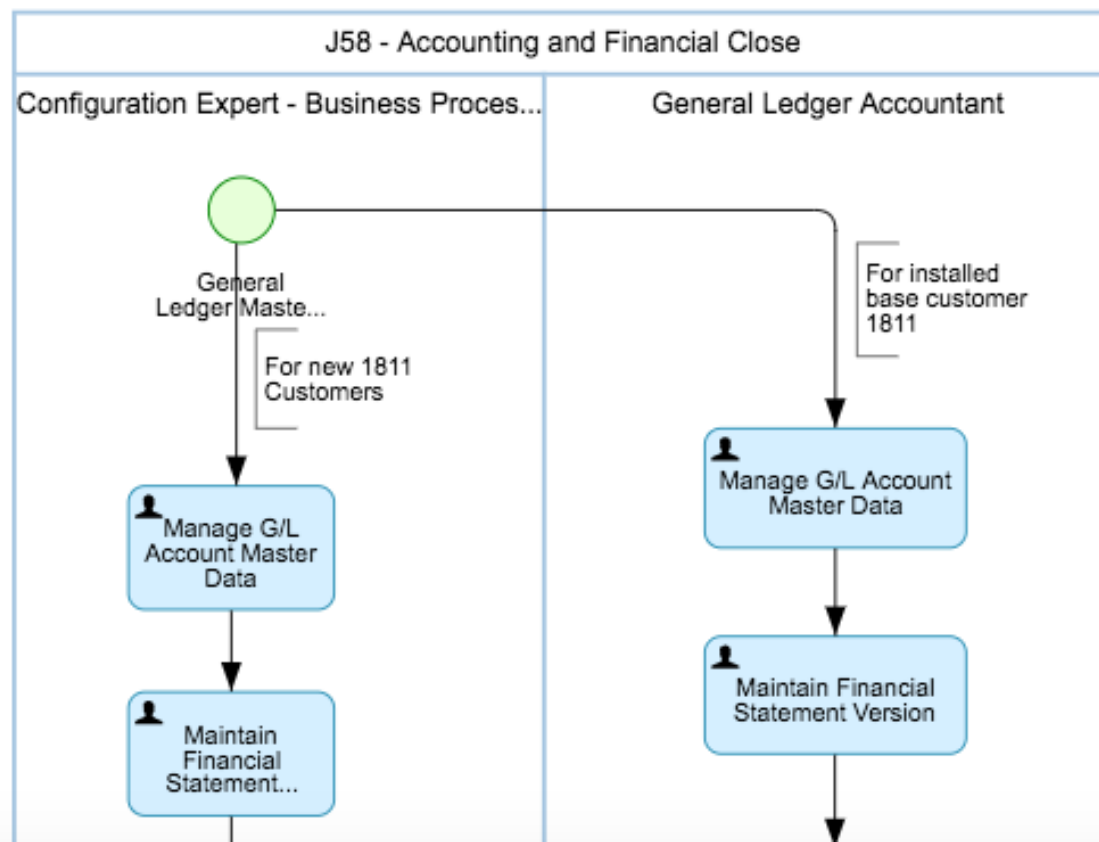 J58 - Accounting and Financial Close
Configuration Expert - Business Proces...
General Ledger Accountant
General
Ledger Maste...
For new 1811
Customers
For installed
base customer
1811
Manage G/L
Account Master
Data
Manage G/L Account
Master Data
Maintain
Financial
Statement...
Maintain Financial
Statement Version